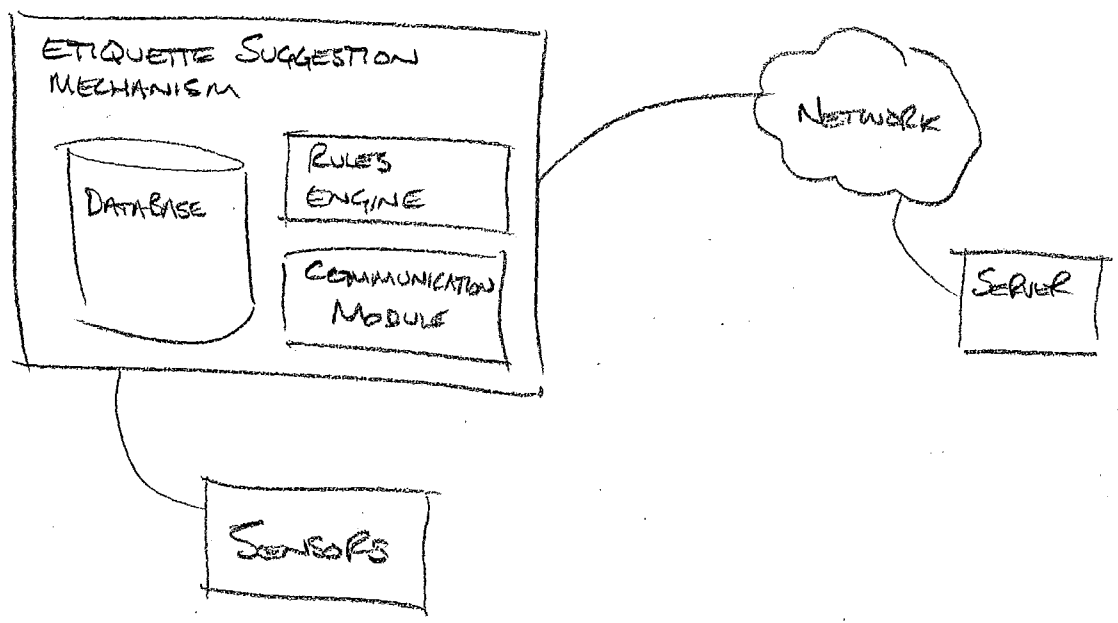 ETIQUETTE SUGGESTION
MECHANISM
DATABASE
RULES
ENGINE
COMMUNICATION
MODULE
NETWORK
SERVER
SENSORS